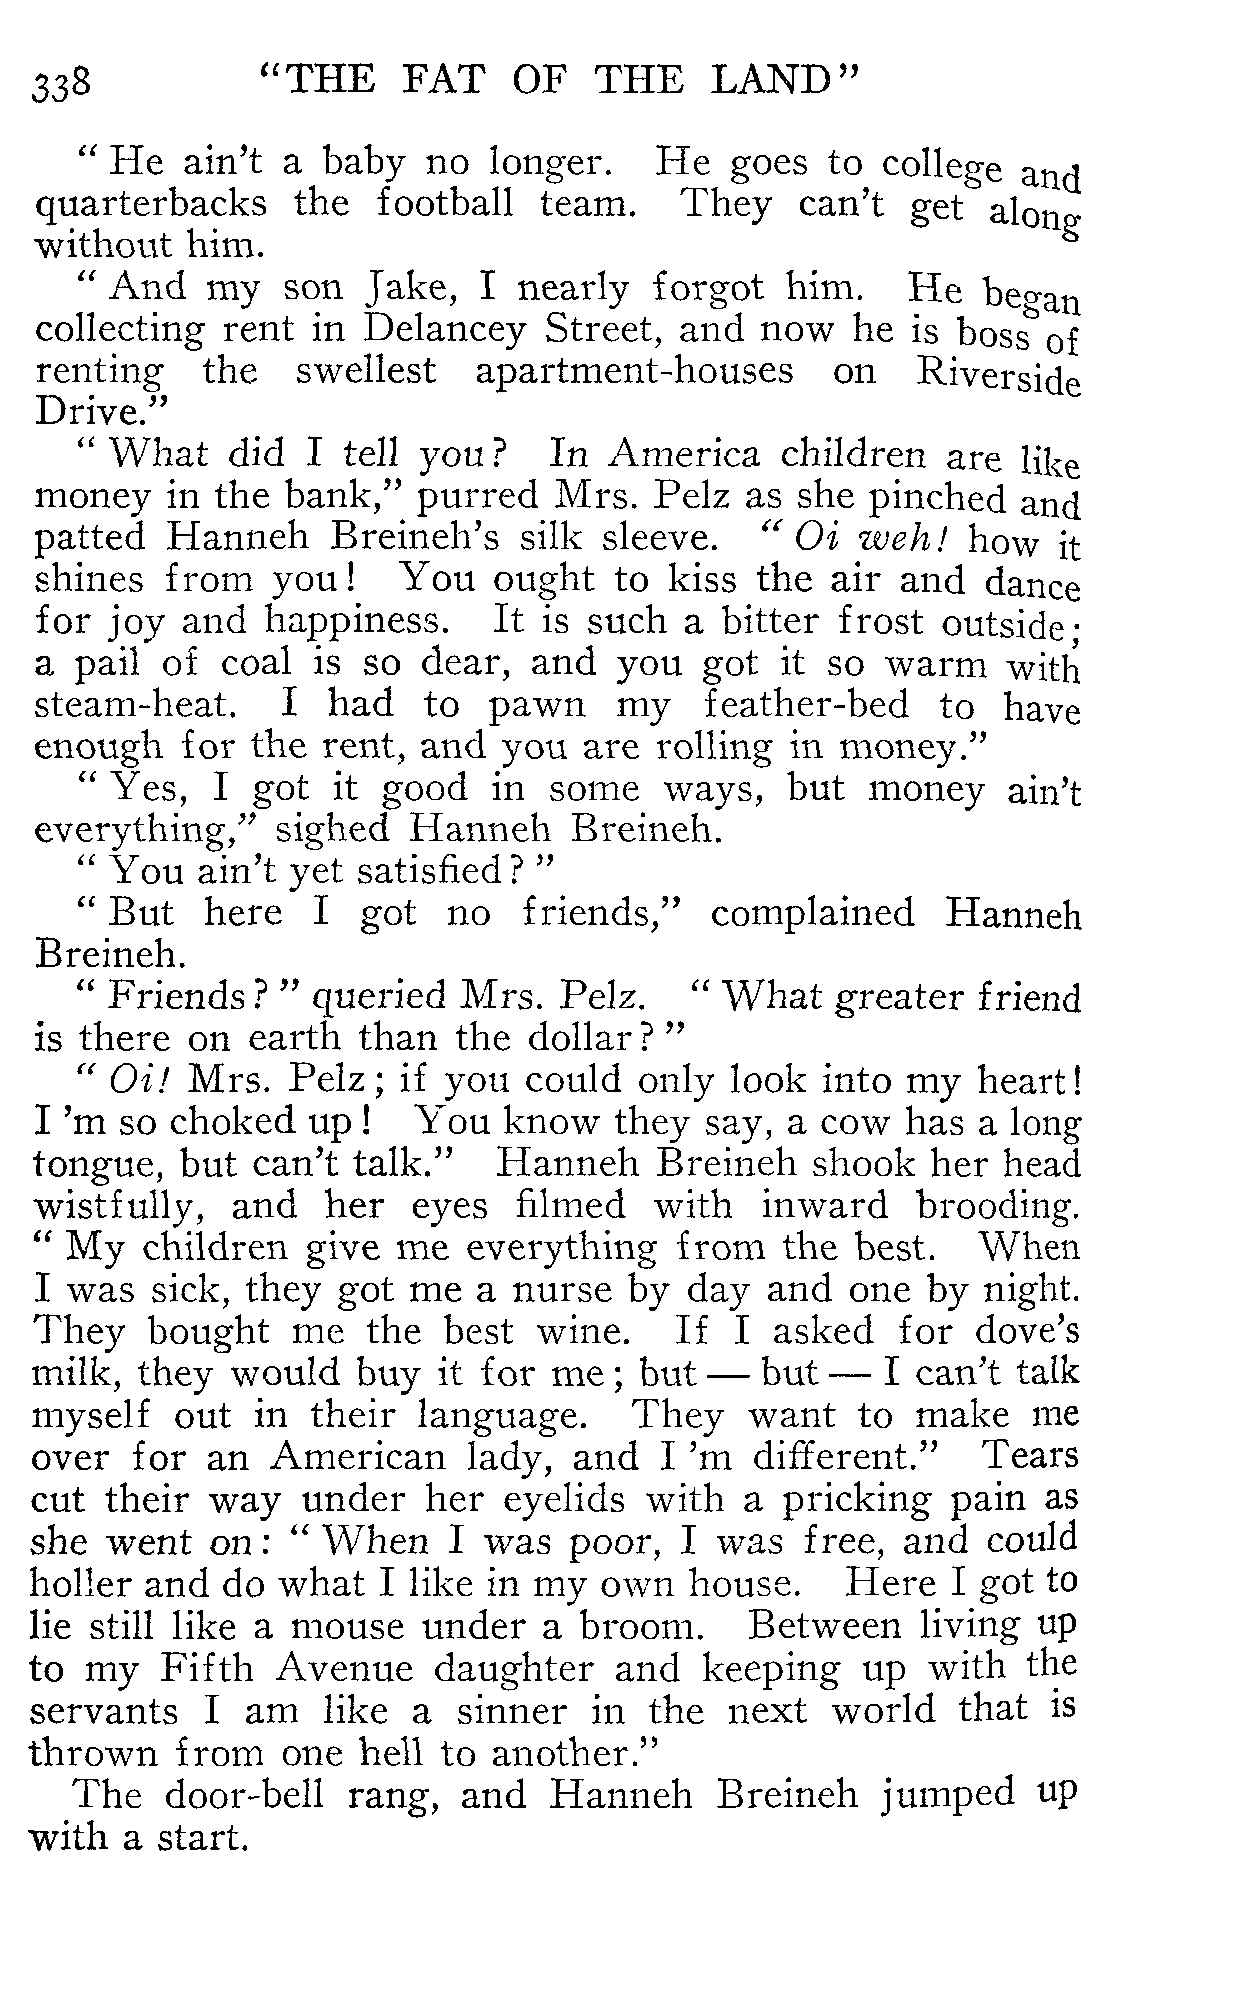 338 "THE FAT OF THE LAND"
"He ain't a baby no longer. He goes to college and
quarterbacks the football team. They can't get along
without him.
"And my son Jake, I nearly forgot him. He began
collecting rent in Delancey Street, and now he is boss of
renting the swellest apartment-houses on Riverside
Drive."
"What did I tell you? In America children are like
money in the bank," purred Mrs. Pelz as she pinched and
patted Hanneh Breineh's silk sleeve. "Oi weh! how it
shines from you! You ought to kiss the air and dance
for joy and happiness. It is such a bitter frost outside;
a pail of coal is so dear, and you got it so warm with
steam-heat. I had to pawn my feather-bed to have
enough for the rent, and you are rolling in money."
"Yes, I got it good in some ways, but money ain't
everything," sighed Hanneh Breineh.
"You ain't yet satisfied?"
"But here I got no friends," complained Hanneh
Breineh.
"Friends?" queried Mrs. Pelz. "What greater friend
is there on earth than the dollar?"
"Oi! Mrs. Pelz; if you could only look into my heart!
I 'm so choked up! You know they say, a cow has a long
tongue, but can't talk." Hanneh Breineh shook her head
wistfully, and her eyes filmed with inward brooding.
"My children give me everything from the best. When
I was sick, they got me a nurse by day and one by night.
They bought me the best wine. If I asked for dove's
milk, they would buy it for me; but — but — I can't talk
myself out in their language. They want to make me
over for an American lady, and I 'm different." Tears
cut their way under her eyelids with a pricking pain as
she went on: "When I was poor, I was free, and could
holler and do what I like in my own house. Here I got to
lie still like a mouse under a broom. Between living up
to my Fifth Avenue daughter and keeping up with the
servants I am like a sinner in the next world that is
thrown from one hell to another."
The door-bell rang, and Hanneh Breineh jumped up
with a start.